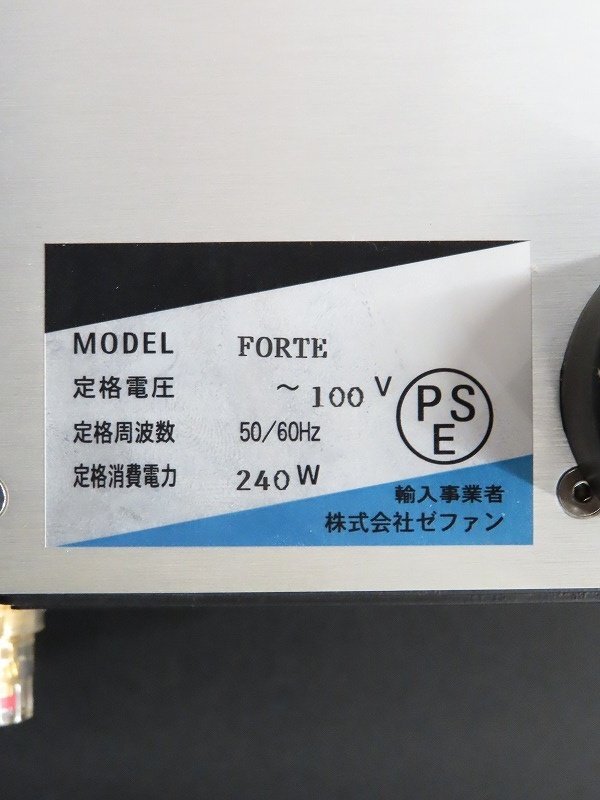 MODEL FORTE
定格電圧 ~100V
定格周波数 50/60Hz
定格消費電力 240W
PS
E
輸入事業者
株式会社ゼファン